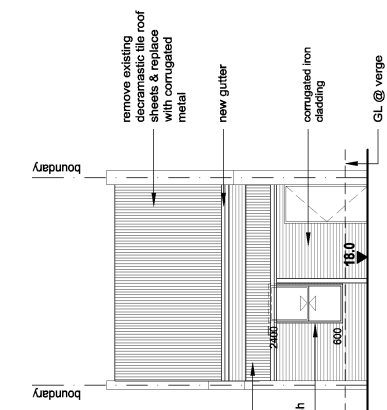 remove existing
decramastic tile roof
sheets & replace
with corrugated
metal
new gutter
corrugated iron
cladding
GL @ verge
boundary
18.0
2400
600
boundary
h